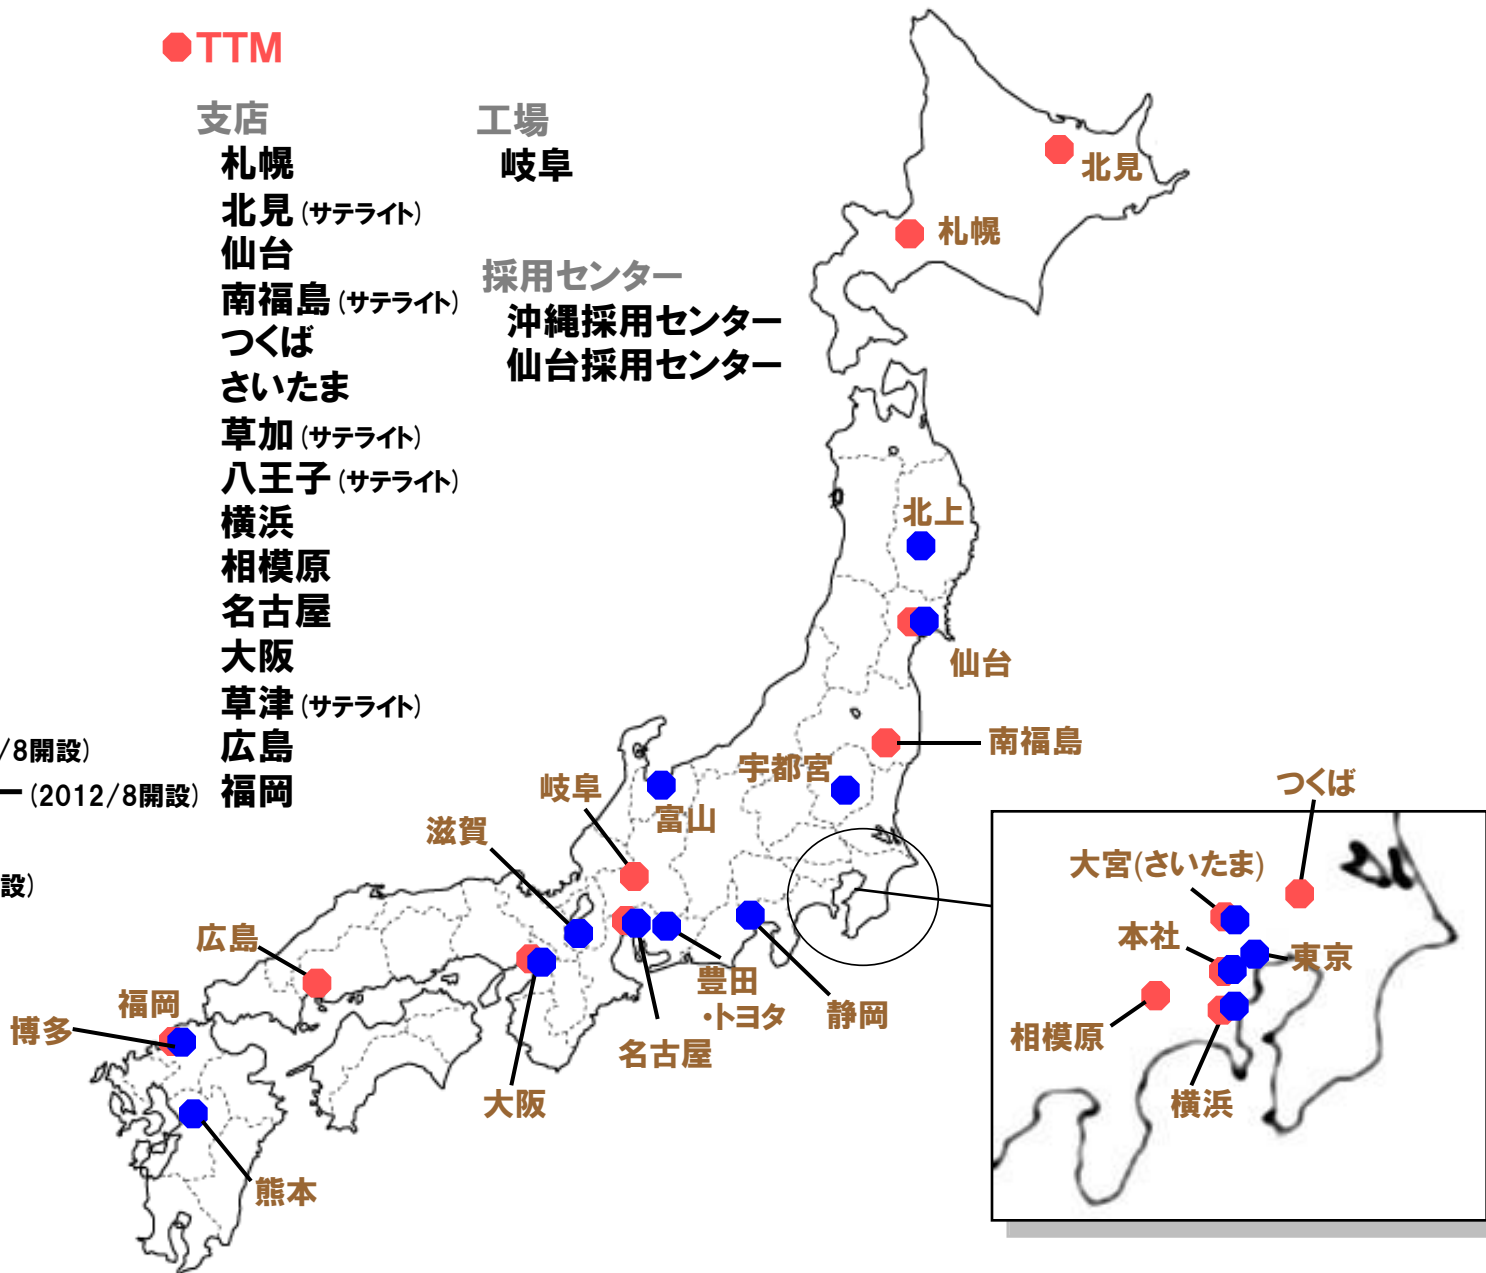 TTM
支店
札幌
北見(サテライト)
仙台
南福島(サテライト)
つくば
さいたま
草加(サテライト)
八王子(サテライト)
横浜
相模原
名古屋
大阪
草津(サテライト)
広島
福岡
工場
岐阜
採用センター
沖縄採用センター
仙台採用センター
/8開設)
ー(2012/8開設)
設)
北見
札幌
北上
仙台
南福島
宇都宮
富山
岐阜
滋賀
広島
福岡
博多
熊本
大阪
名古屋
豊田
・トヨタ
静岡
つくば
大宮(さいたま)
本社
東京
相模原
横浜